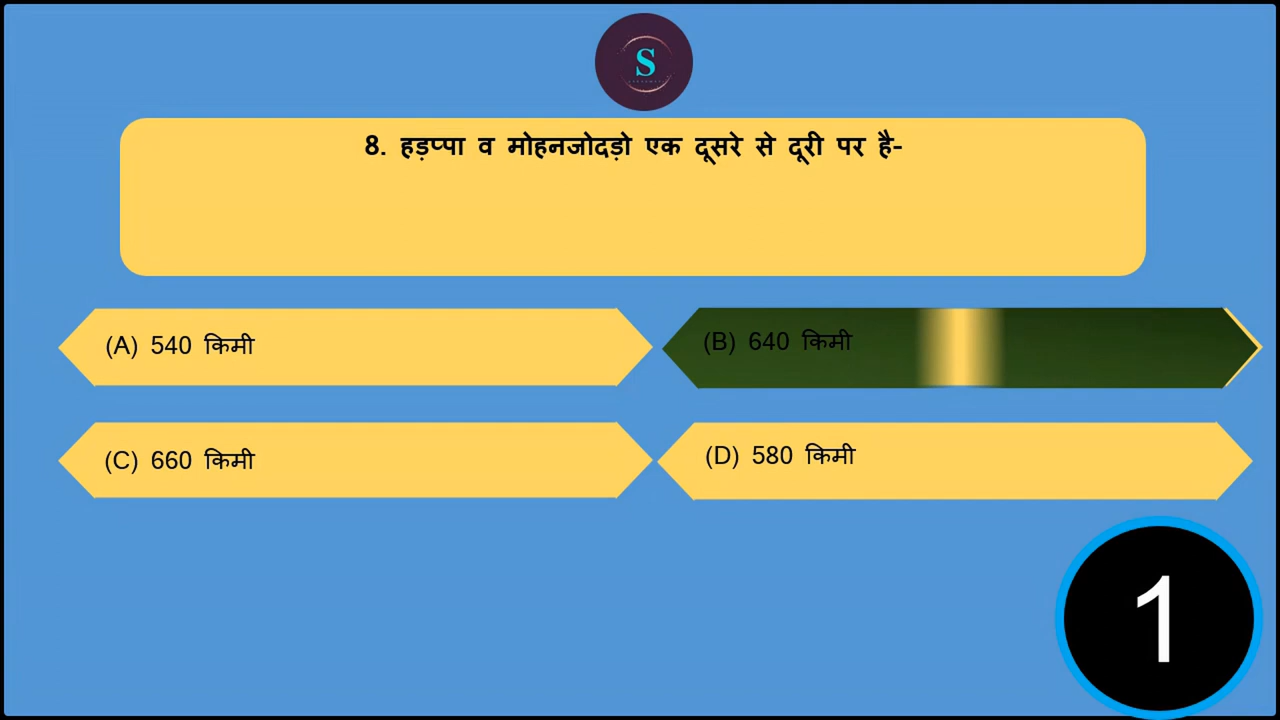 S
8. हड़प्पा व मोहनजोदड़ो एक दूसरे से दूरी पर है-
(A) 540 किमी
(B) 640 किमी
(C) 660 किमी
(D) 580 किमी
1